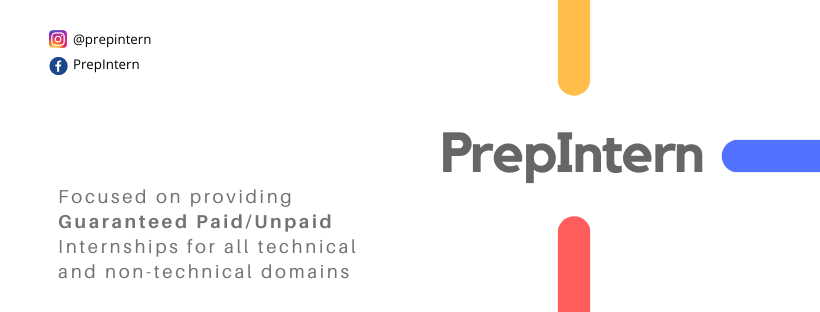 @prepintern
PrepIntern
PrepIntern
Focused on providing
Guaranteed Paid/Unpaid
Internships for all technical
and non-technical domains